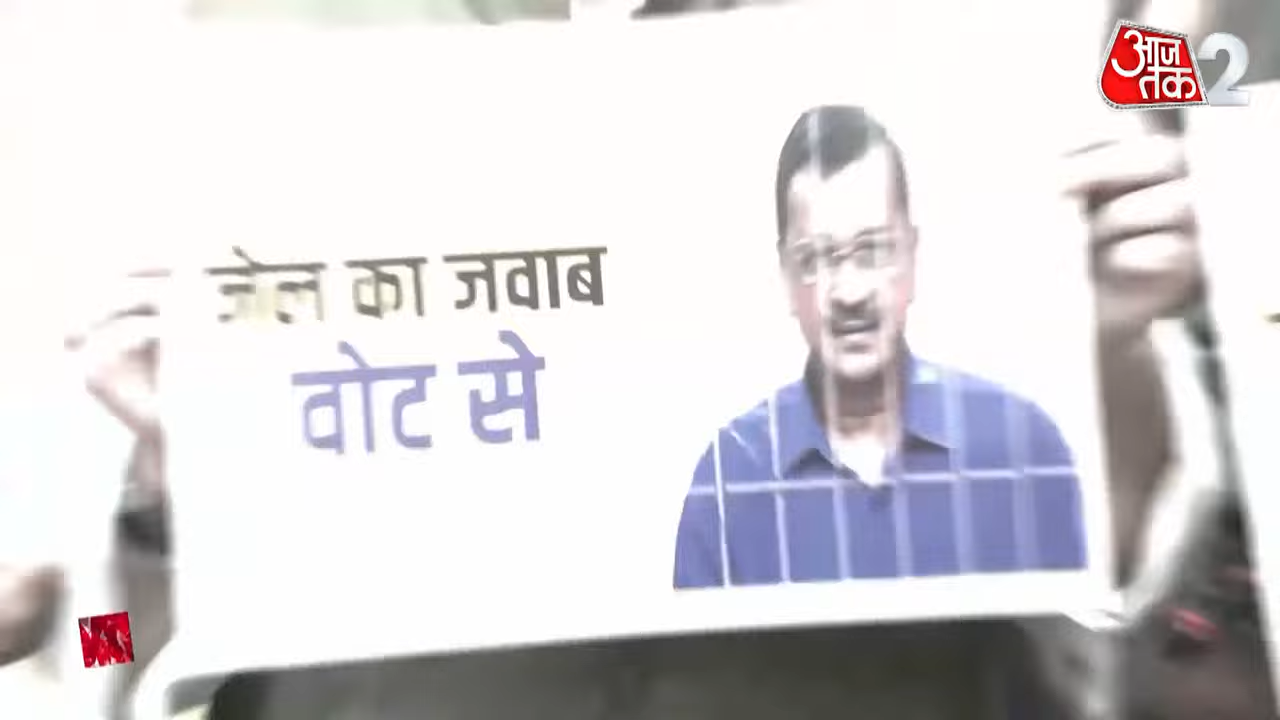 आज
तक 2
जेल का जवाब
वोट से